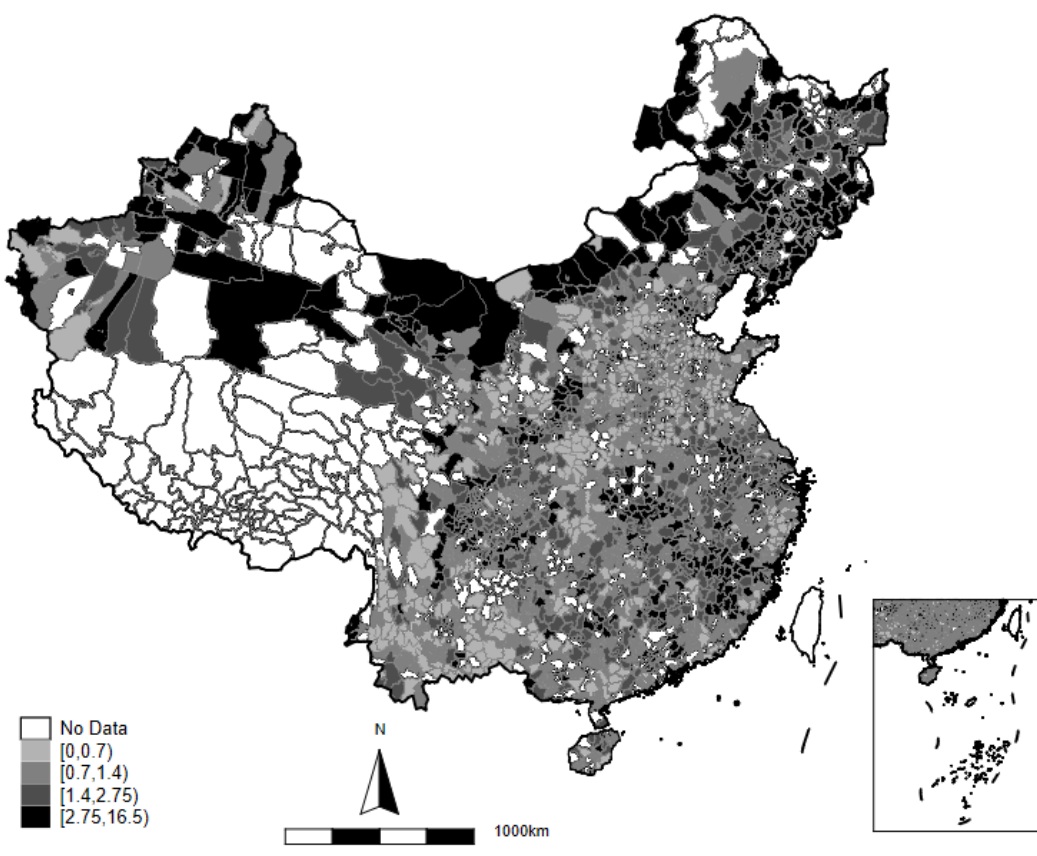 No Data
[0,0.7)
[0.7,1.4)
[1.4,2.75)
[2.75,16.5)
N
1000km